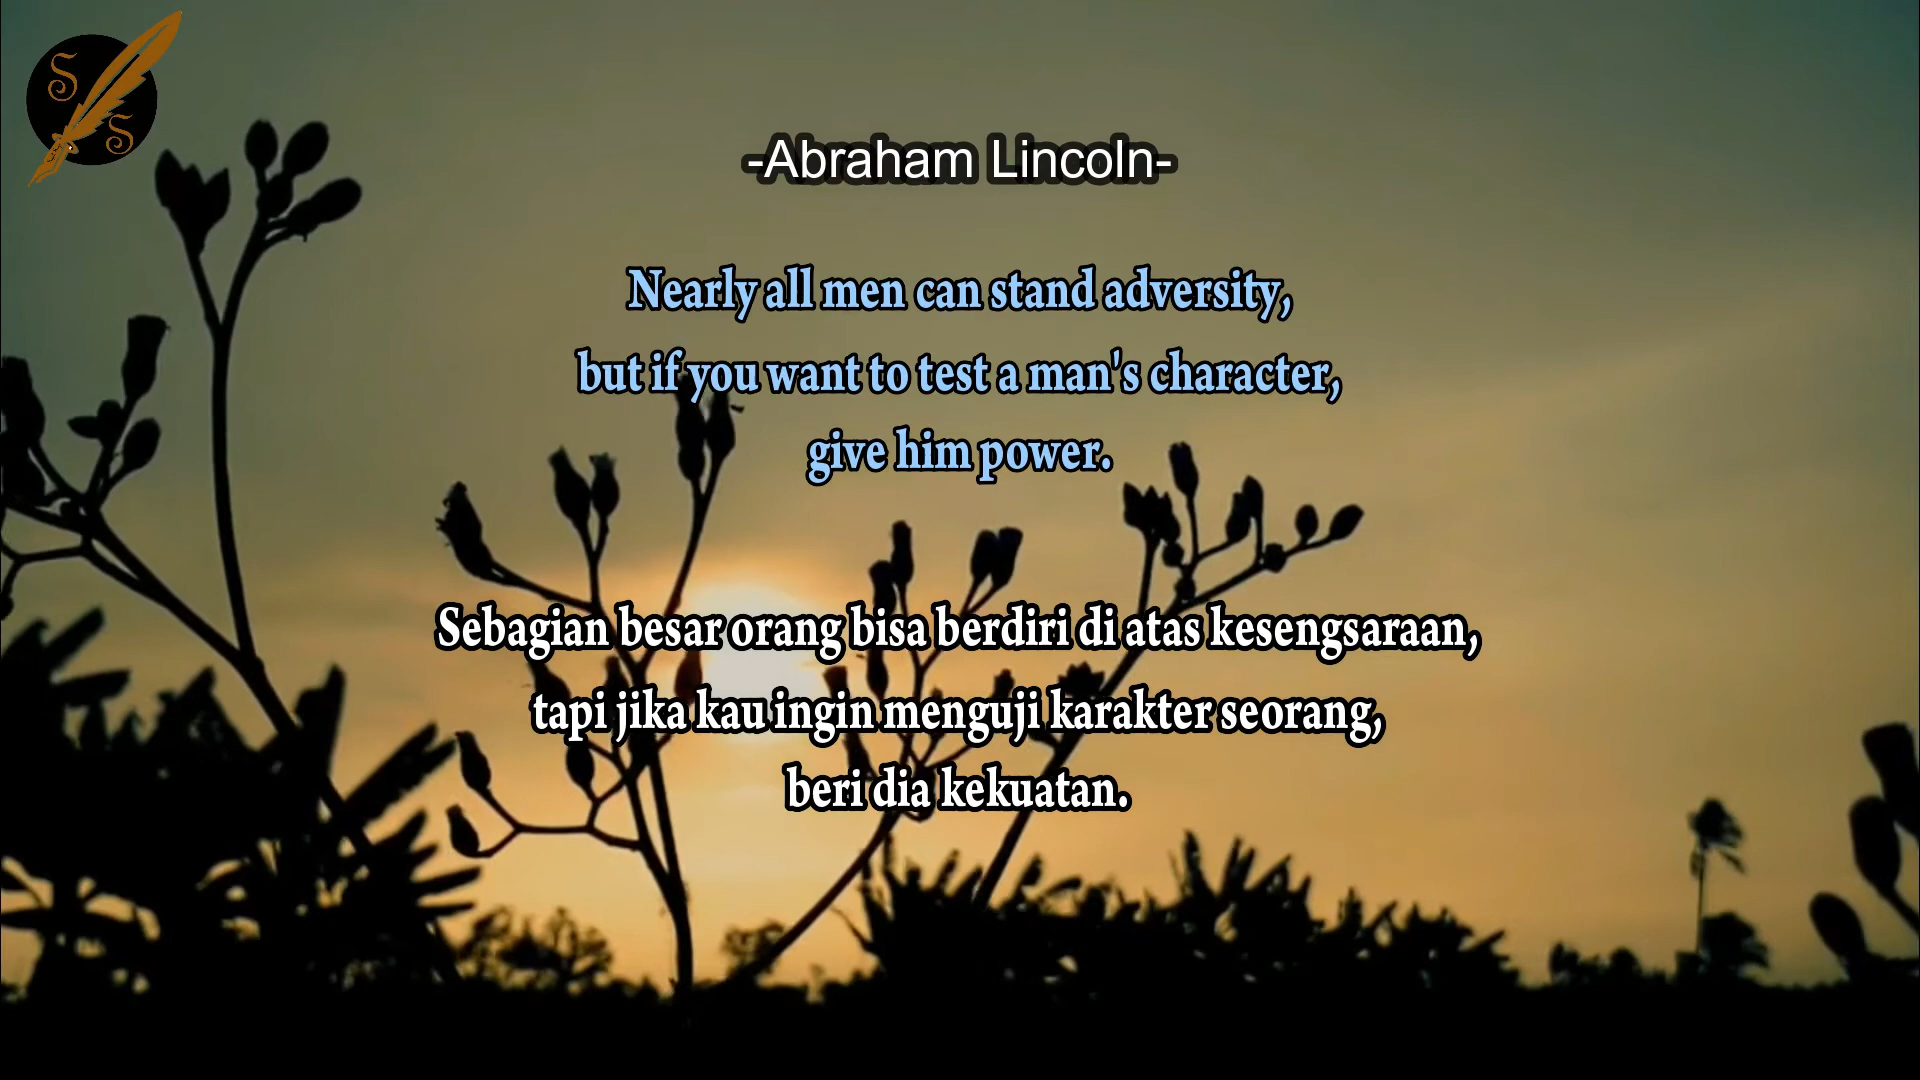 S
S
-Abraham Lincoln-
Nearly all men can stand adversity,
but if you want to test a man's character,
give him power.
Sebagian besar orang bisa berdiri di atas kesengsaraan,
tapi jika kau ingin menguji karakter seorang,
beri dia kekuatan.